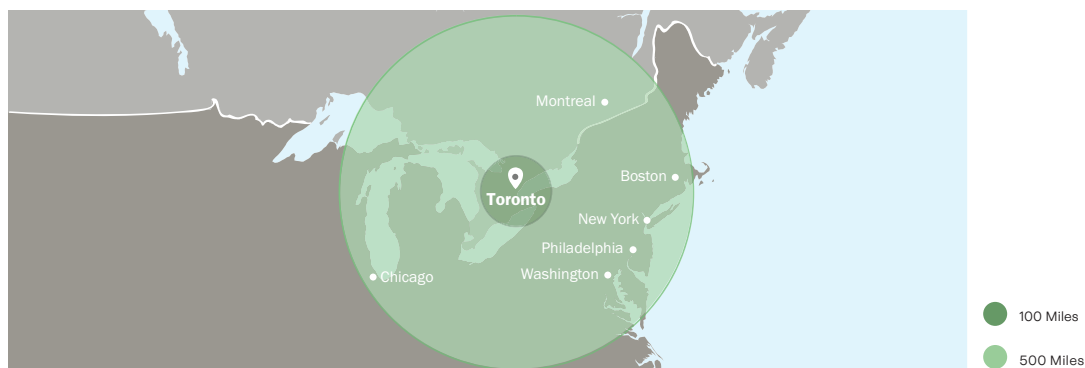 Montreal
Boston
Toronto
New York
Philadelphia
Washington
Chicago
100 Miles
500 Miles